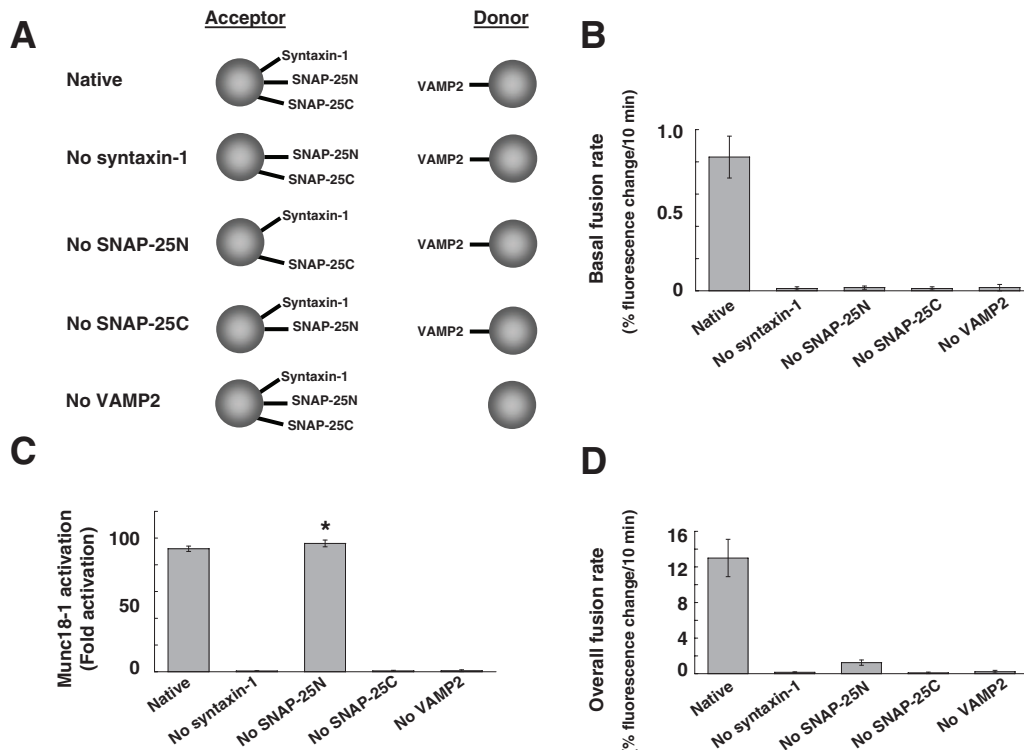 A
Acceptor
Donor
Native
Syntaxin-1
SNAP-25N
SNAP-25C
VAMP2
No syntaxin-1
SNAP-25N
SNAP-25C
VAMP2
No SNAP-25N
Syntaxin-1
SNAP-25C
VAMP2
No SNAP-25C
Syntaxin-1
SNAP-25N
VAMP2
No VAMP2
Syntaxin-1
SNAP-25N
SNAP-25C
B
Basal fusion rate
(% fluorescence change/10 min)
1.0
0.5
0
Native
No syntaxin-1
No SNAP-25N
No SNAP-25C
No VAMP2
C
Munc18-1 activation
(Fold activation)
100
50
0
*
Native
No syntaxin-1
No SNAP-25N
No SNAP-25C
No VAMP2
D
Overall fusion rate
(% fluorescence change/10 min)
16
12
8
4
0
Native
No syntaxin-1
No SNAP-25N
No SNAP-25C
No VAMP2